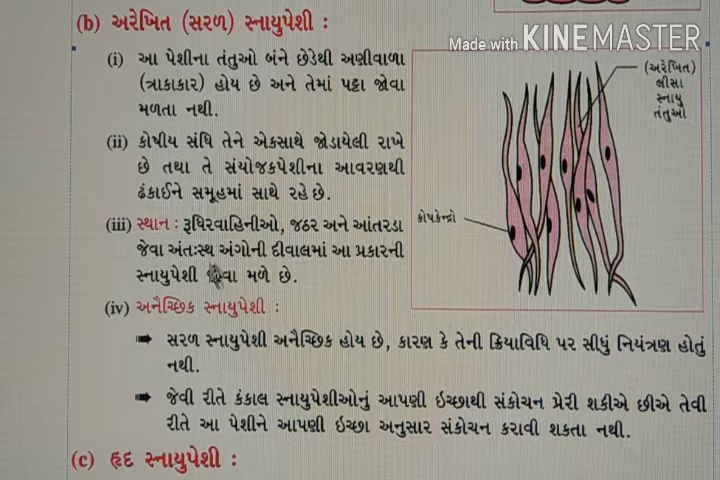 Made with KINEMASTER
(b) અરેખિત (સરળ) સ્નાયુપેશી :
(i) આ પેશીના તંતુઓ બંને છેડેથી અણીવાળા
(ત્રાકાકાર) હોય છે અને તેમાં પટ્ટા જોવા
મળતા નથી.
(ii) કોષીય સંધિ તેને એકસાથે જોડાયેલી રાખે
છે તથા તે સંયોજકપેશીના આવરણથી
ઢંકાઈને સમૂહમાં સાથે રહે છે.
(iii) સ્થાન : રૂધિરવાહિનીઓ, જઠર અને આંતરડા
જેવા અંતઃસ્થ અંગોની દીવાલમાં આ પ્રકારની
સ્નાયુપેશી જોવા મળે છે.
(અરેખિત)
લીસા
સ્નાયુ
તંતુઓ
કોષકેન્દ્રો
(iv) અનૈચ્છિક સ્નાયુપેશી :
સરળ સ્નાયુપેશી અનૈચ્છિક હોય છે, કારણ કે તેની ક્રિયાવિધિ પર સીધું નિયંત્રણ હોતું
નથી.
જેવી રીતે કંકાલ સ્નાયુપેશીઓનું આપણી ઇચ્છાથી સંકોચન પ્રેરી શકીએ છીએ તેવી
રીતે આ પેશીને આપણી ઇચ્છા અનુસાર સંકોચન કરાવી શકતા નથી.
(c) હૃદ સ્નાયુપેશી :